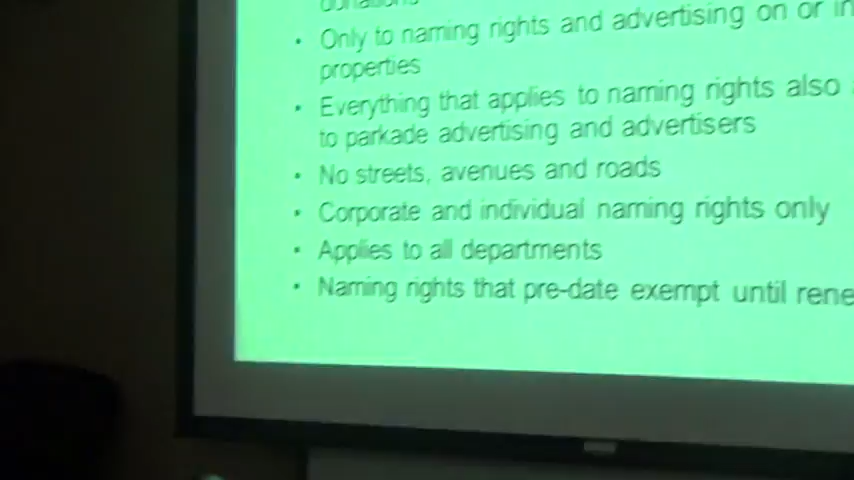 donations
• Only to naming rights and advertising on or in
properties
• Everything that applies to naming rights also
to parkade advertising and advertisers
• No streets, avenues and roads
• Corporate and individual naming rights only
• Applies to all departments
• Naming rights that pre-date exempt until